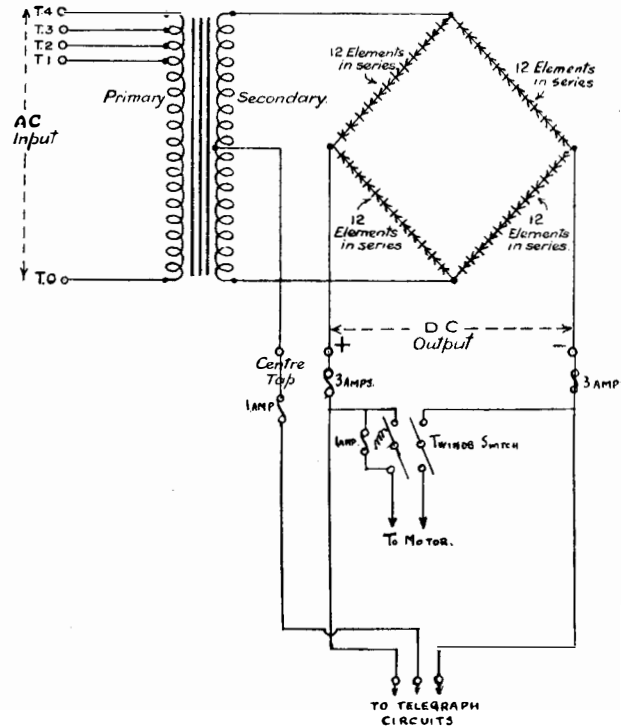 T.4
T.3
T.2
T.1
AC
Input
T.0
Primary
Secondary.
12 Elements
in series
12 Elements
in series
12
Elements
in series
12
Elements
in series.
DC
Output
+
−
Centre
Tap
1 AMP
3 AMPS.
3 AMP
1 AMP.
SWITCH
TO MOTOR.
TO TELEGRAPH
CIRCUITS